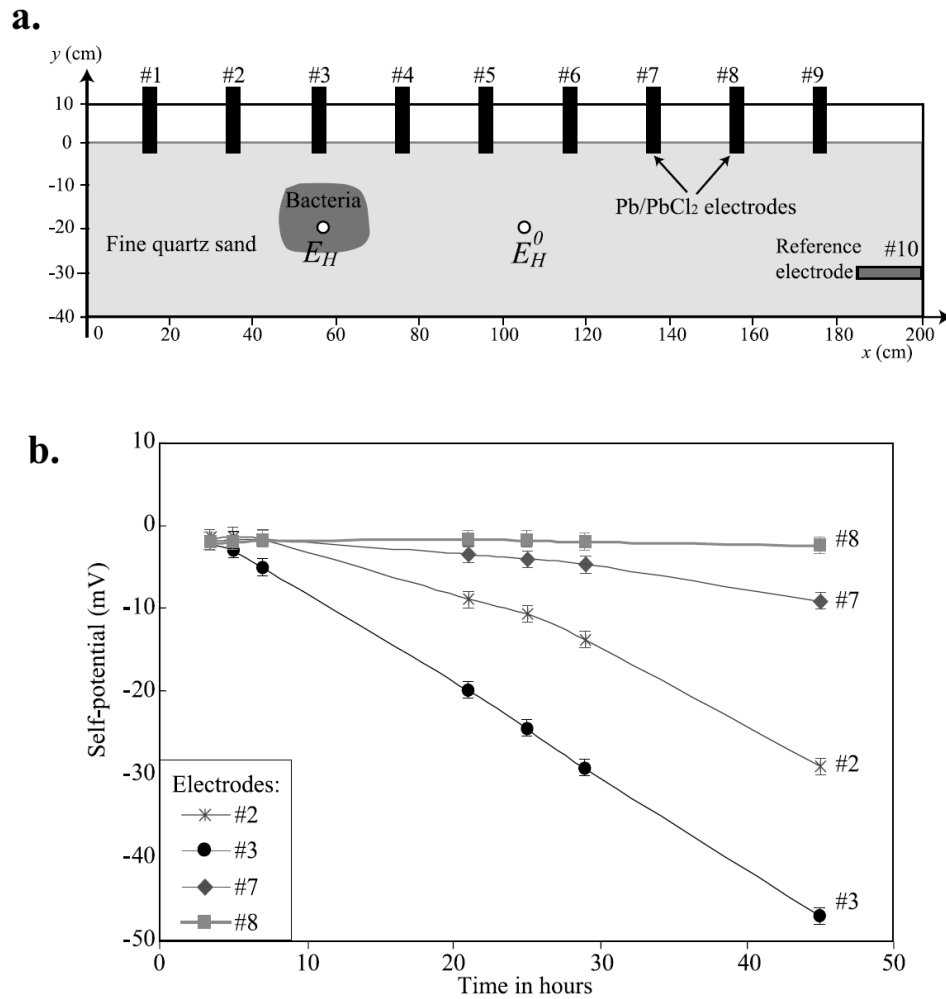 a.
y (cm)
#1 #2 #3 #4 #5 #6 #7 #8 #9
10
0
-10
-20
-30
-40
Bacteria
E_H
E_H^0
Pb/PbCl₂ electrodes
Fine quartz sand
Reference
electrode
#10
0 20 40 60 80 100 120 140 160 180 200
x (cm)
b.
10
0
-10
-20
-30
-40
-50
Self-potential (mV)
#8
#7
#2
#3
Electrodes:
#2
#3
#7
#8
0 10 20 30 40 50
Time in hours